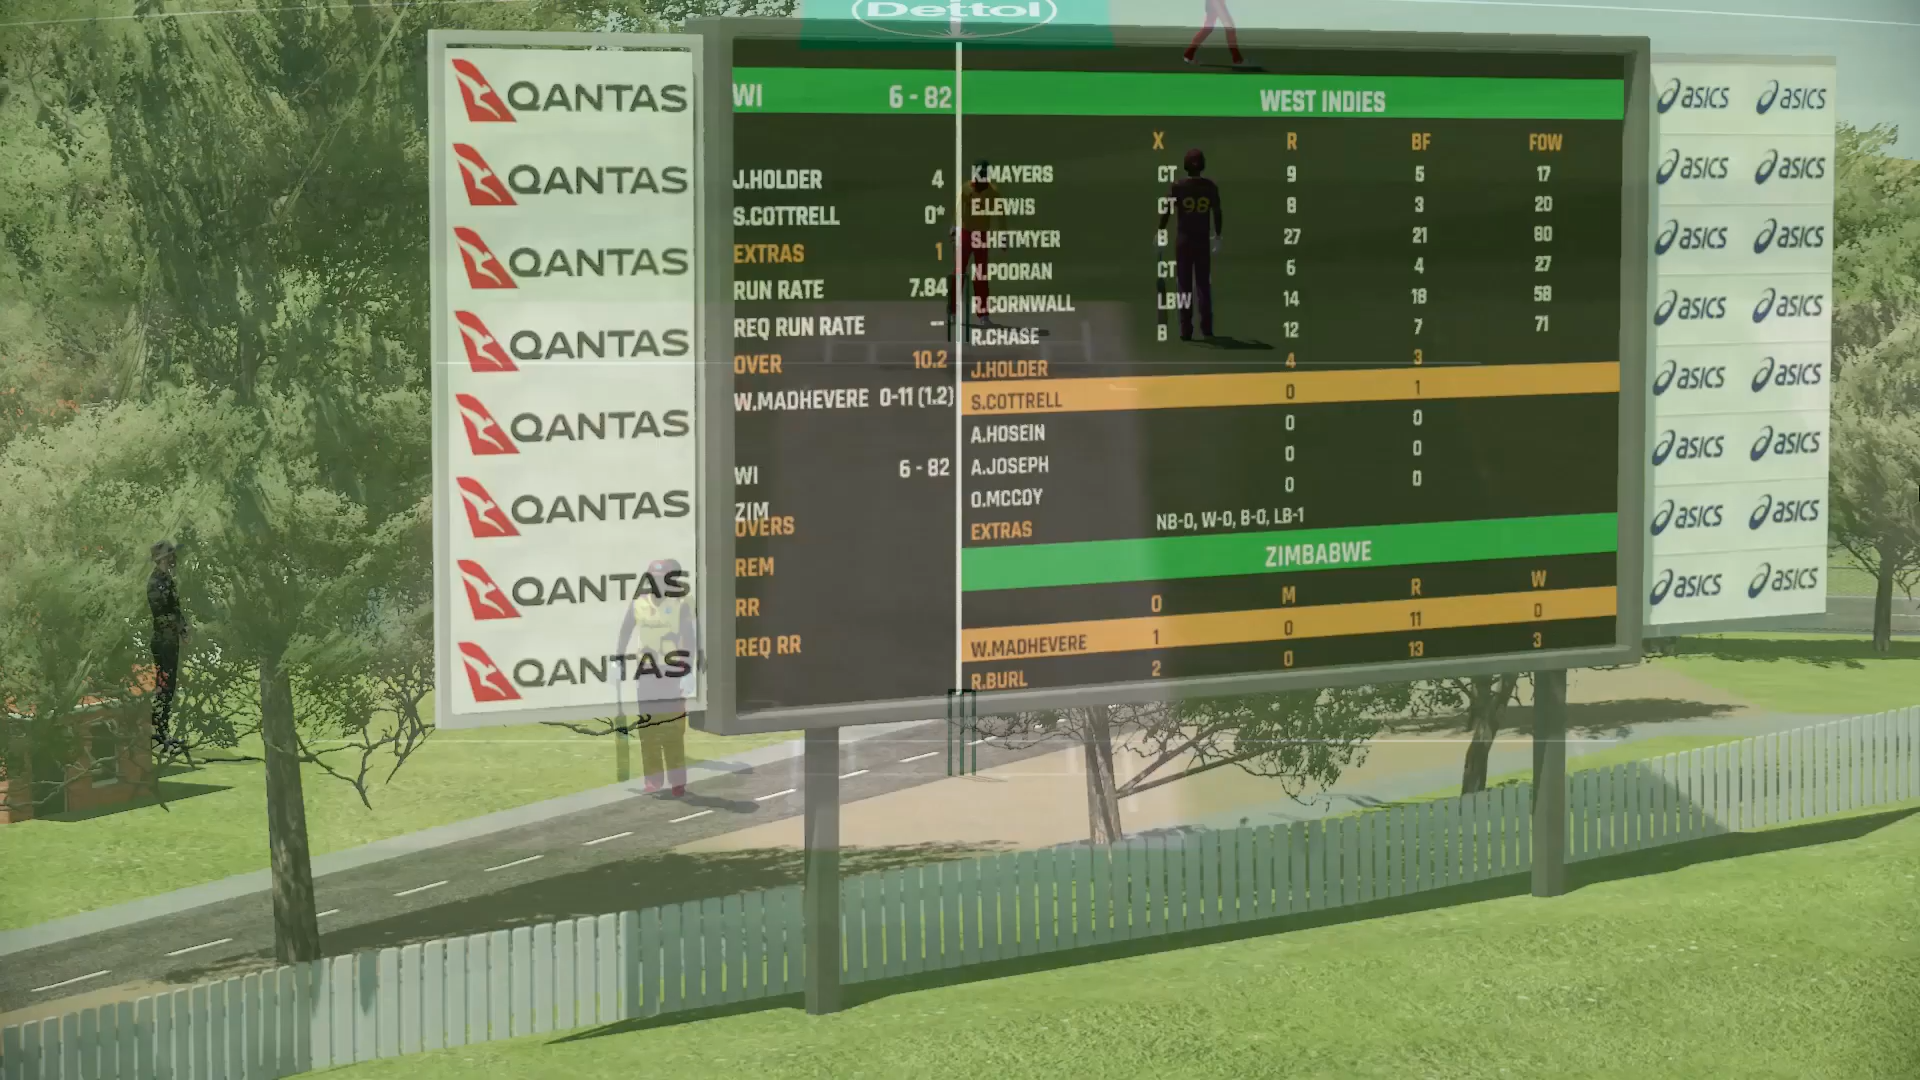 Dettol
QANTAS
QANTAS
QANTAS
QANTAS
QANTAS
QANTAS
QANTAS
QANTAS
WI 6 - 82
J.HOLDER 4
S.COTTRELL 0*
EXTRAS 1
RUN RATE 7.84
REQ RUN RATE --
OVER 10.2
W.MADHEVERE 0-11 (1.2)
WI 6 - 82
ZIM
OVERS
REM
RR
REQ RR
WEST INDIES
X R BF FOW
K.MAYERS CT 9 5 17
E.LEWIS CT 8 3 20
S.HETMYER B 27 21 80
N.POORAN CT 6 4 27
R.CORNWALL LBW 14 18 58
R.CHASE B 12 7 71
J.HOLDER 4 3
S.COTTRELL 0 1
A.HOSEIN 0 0
A.JOSEPH 0 0
O.MCCOY 0 0
EXTRAS NB-0, W-0, B-0, LB-1
ZIMBABWE
O M R W
W.MADHEVERE 1 0 11 0
R.BURL 2 0 13 3
98
asics asics
asics asics
asics asics
asics asics
asics asics
asics asics
asics asics
asics asics